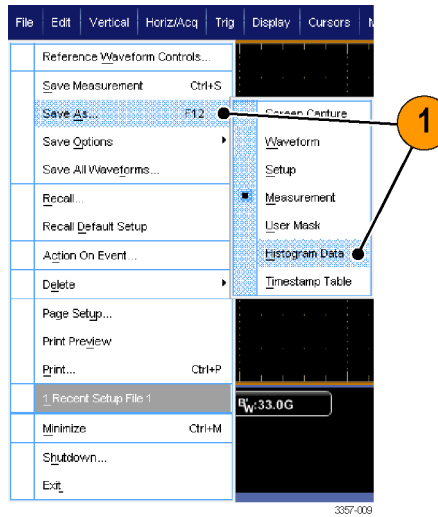 File Edit Vertical Horiz/Acq Trig Display Cursors
Reference Waveform Controls...
Save Measurement Ctrl+S
Save As... F12
Save Options
Save All Waveforms...
Recall...
Recall Default Setup
Action On Event...
Delete
Page Setup...
Print Preview
Print... Ctrl+P
1 Recent Setup File 1
Minimize Ctrl+M
Shutdown...
Exit
Screen Capture
Waveform
Setup
Measurement
User Mask
Histogram Data
Timestamp Table
1
BW:33.0G
3357-009